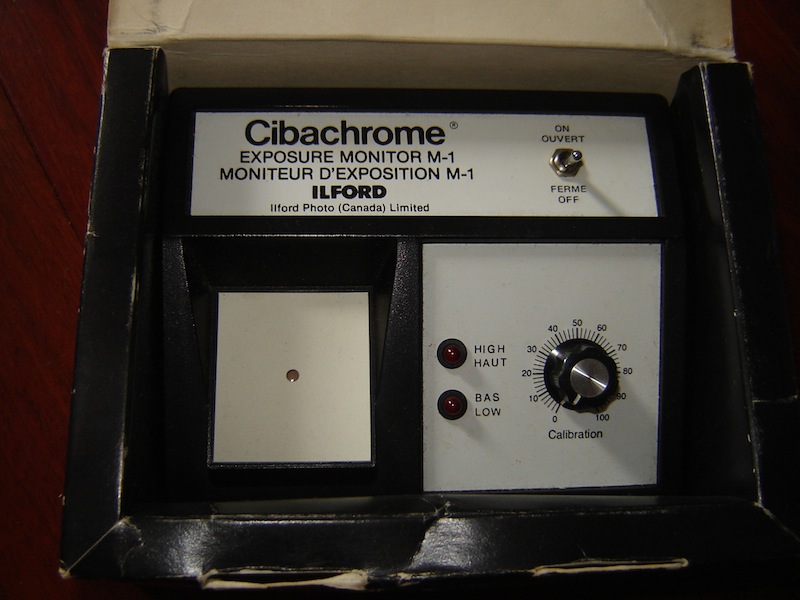 Cibachrome®
EXPOSURE MONITOR M-1
MONITEUR D'EXPOSITION M-1
ILFORD
Ilford Photo (Canada) Limited
ON
OUVERT
FERME
OFF
HIGH
HAUT
BAS
LOW
0
10
20
30
40
50
60
70
80
90
100
Calibration